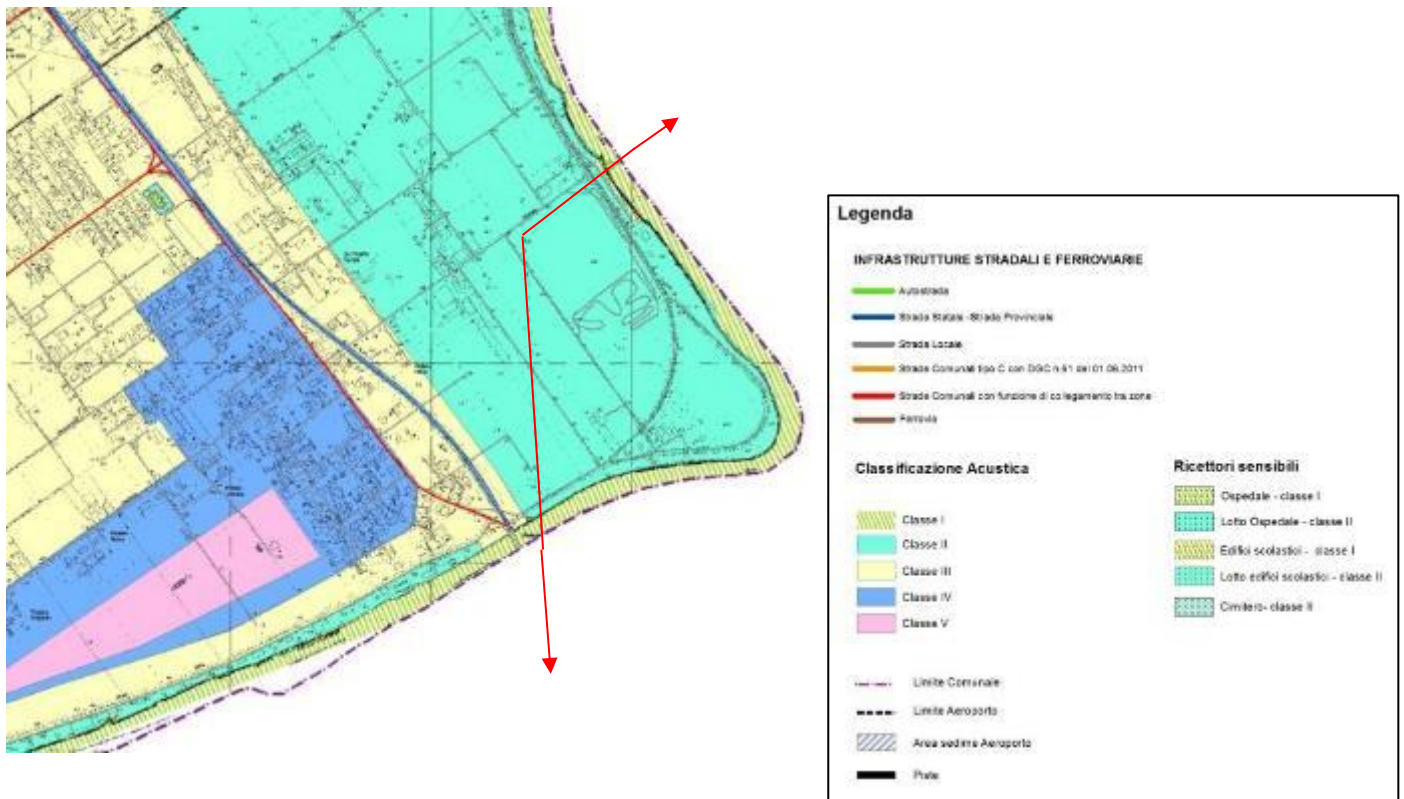 Legenda
INFRASTRUTTURE STRADALI E FERROVIARIE
Autostrada
Strada Statale - Strada Provinciale
Strada Locale
Strade Comunali tipo C con DGC n.61 del 01.06.2011
Strade Comunali con funzione di collegamento tra zone
Ferrovia
Classificazione Acustica
Classe I
Classe II
Classe III
Classe IV
Classe V
Ricettori sensibili
Ospedale - classe I
Lotto Ospedale - classe II
Edifici scolastici - classe I
Lotto edifici scolastici - classe II
Cimitero- classe II
Limite Comunale
Limite Aeroporto
Area sedime Aeroporto
Piste